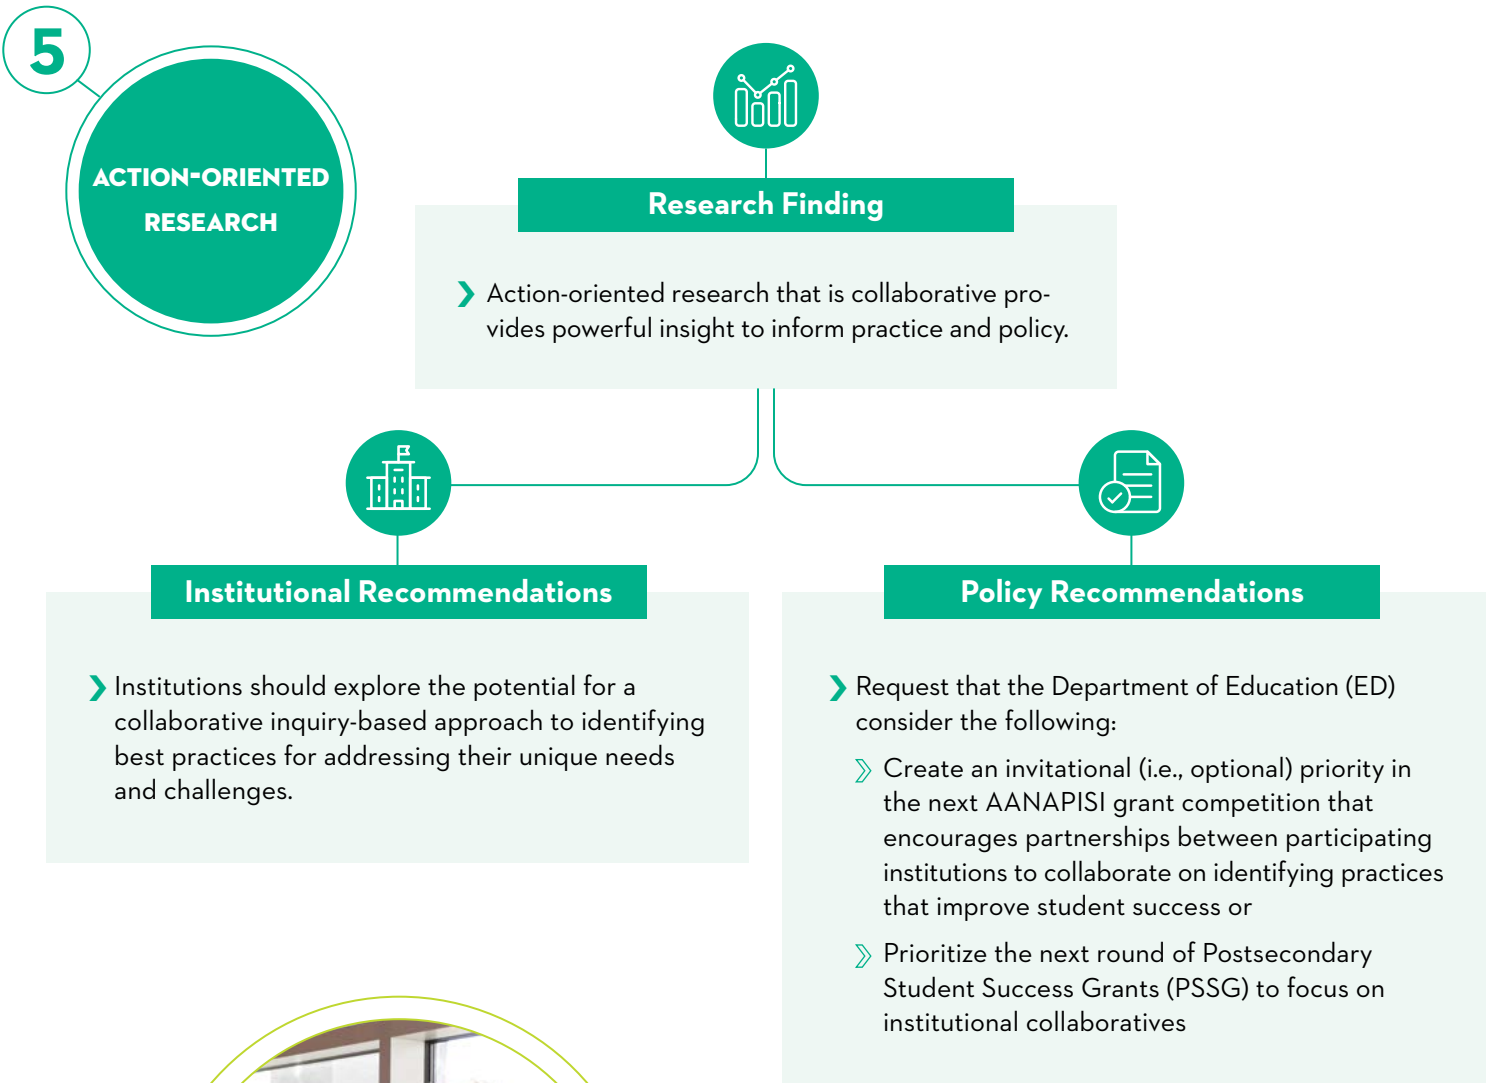 5
ACTION-ORIENTED
RESEARCH
Research Finding
Action-oriented research that is collaborative pro-
vides powerful insight to inform practice and policy.
Institutional Recommendations
Institutions should explore the potential for a
collaborative inquiry-based approach to identifying
best practices for addressing their unique needs
and challenges.
Policy Recommendations
Request that the Department of Education (ED)
consider the following:
Create an invitational (i.e., optional) priority in
the next AANAPISI grant competition that
encourages partnerships between participating
institutions to collaborate on identifying practices
that improve student success or
Prioritize the next round of Postsecondary
Student Success Grants (PSSG) to focus on
institutional collaboratives